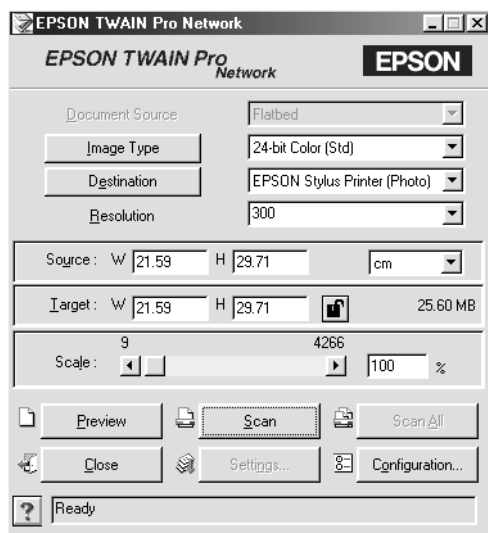 EPSON TWAIN Pro Network
EPSON TWAIN Pro
Network
EPSON
Document Source Flatbed
Image Type 24-bit Color (Std)
Destination EPSON Stylus Printer (Photo)
Resolution 300
Source : W 21.59 H 29.71 cm
Target : W 21.59 H 29.71 25.60 MB
9 4266
Scale : 100 %
Preview Scan Scan All
Close Settings... Configuration...
? Ready